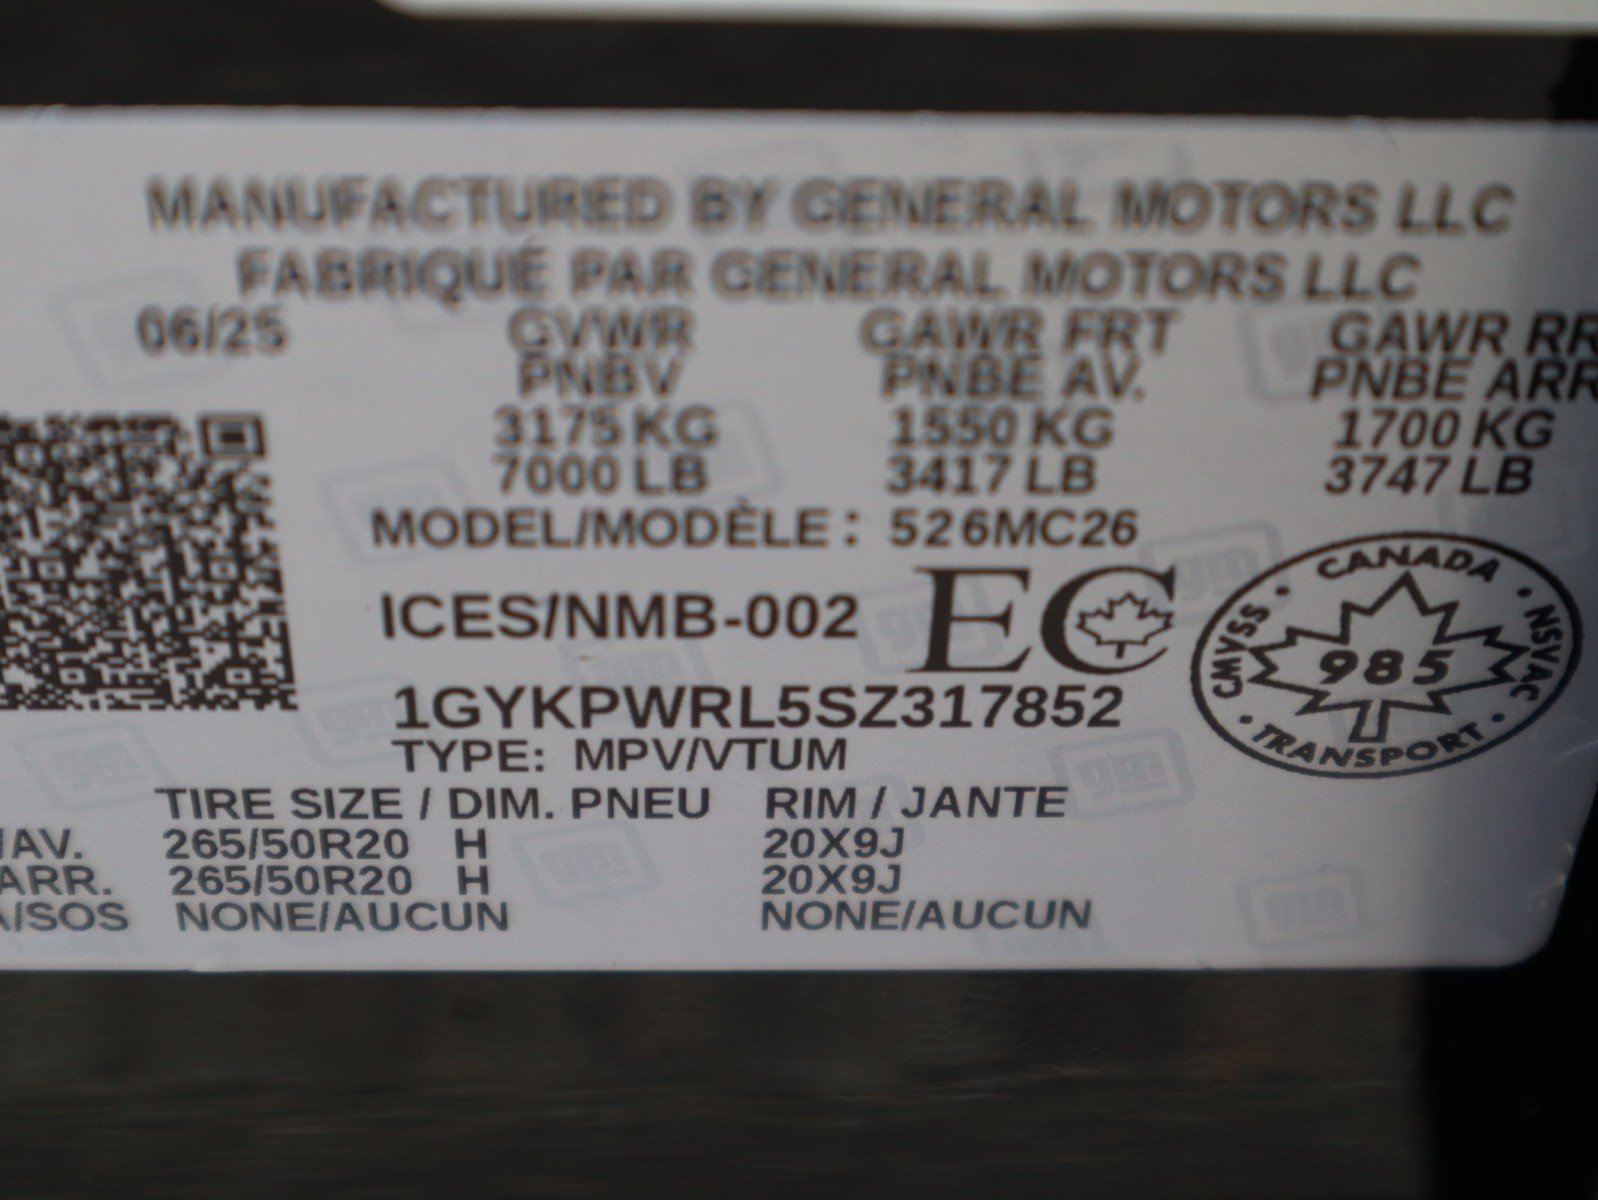 MANUFACTURED BY GENERAL MOTORS LLC
FABRIQUÉ PAR GENERAL MOTORS LLC
06/25 GVWR GAWR FRT GAWR RR
PNBV PNBE AV. PNBE ARR
3175 KG 1550 KG 1700 KG
7000 LB 3417 LB 3747 LB
MODEL/MODÈLE: 526MC26
ICES/NMB-002 EC
CANADA
CMVSS 985 NSVAC
TRANSPORT
1GYKPWRL5SZ317852
TYPE: MPV/VTUM
TIRE SIZE / DIM. PNEU RIM / JANTE
/AV. 265/50R20 H 20X9J
ARR. 265/50R20 H 20X9J
/SOS NONE/AUCUN NONE/AUCUN